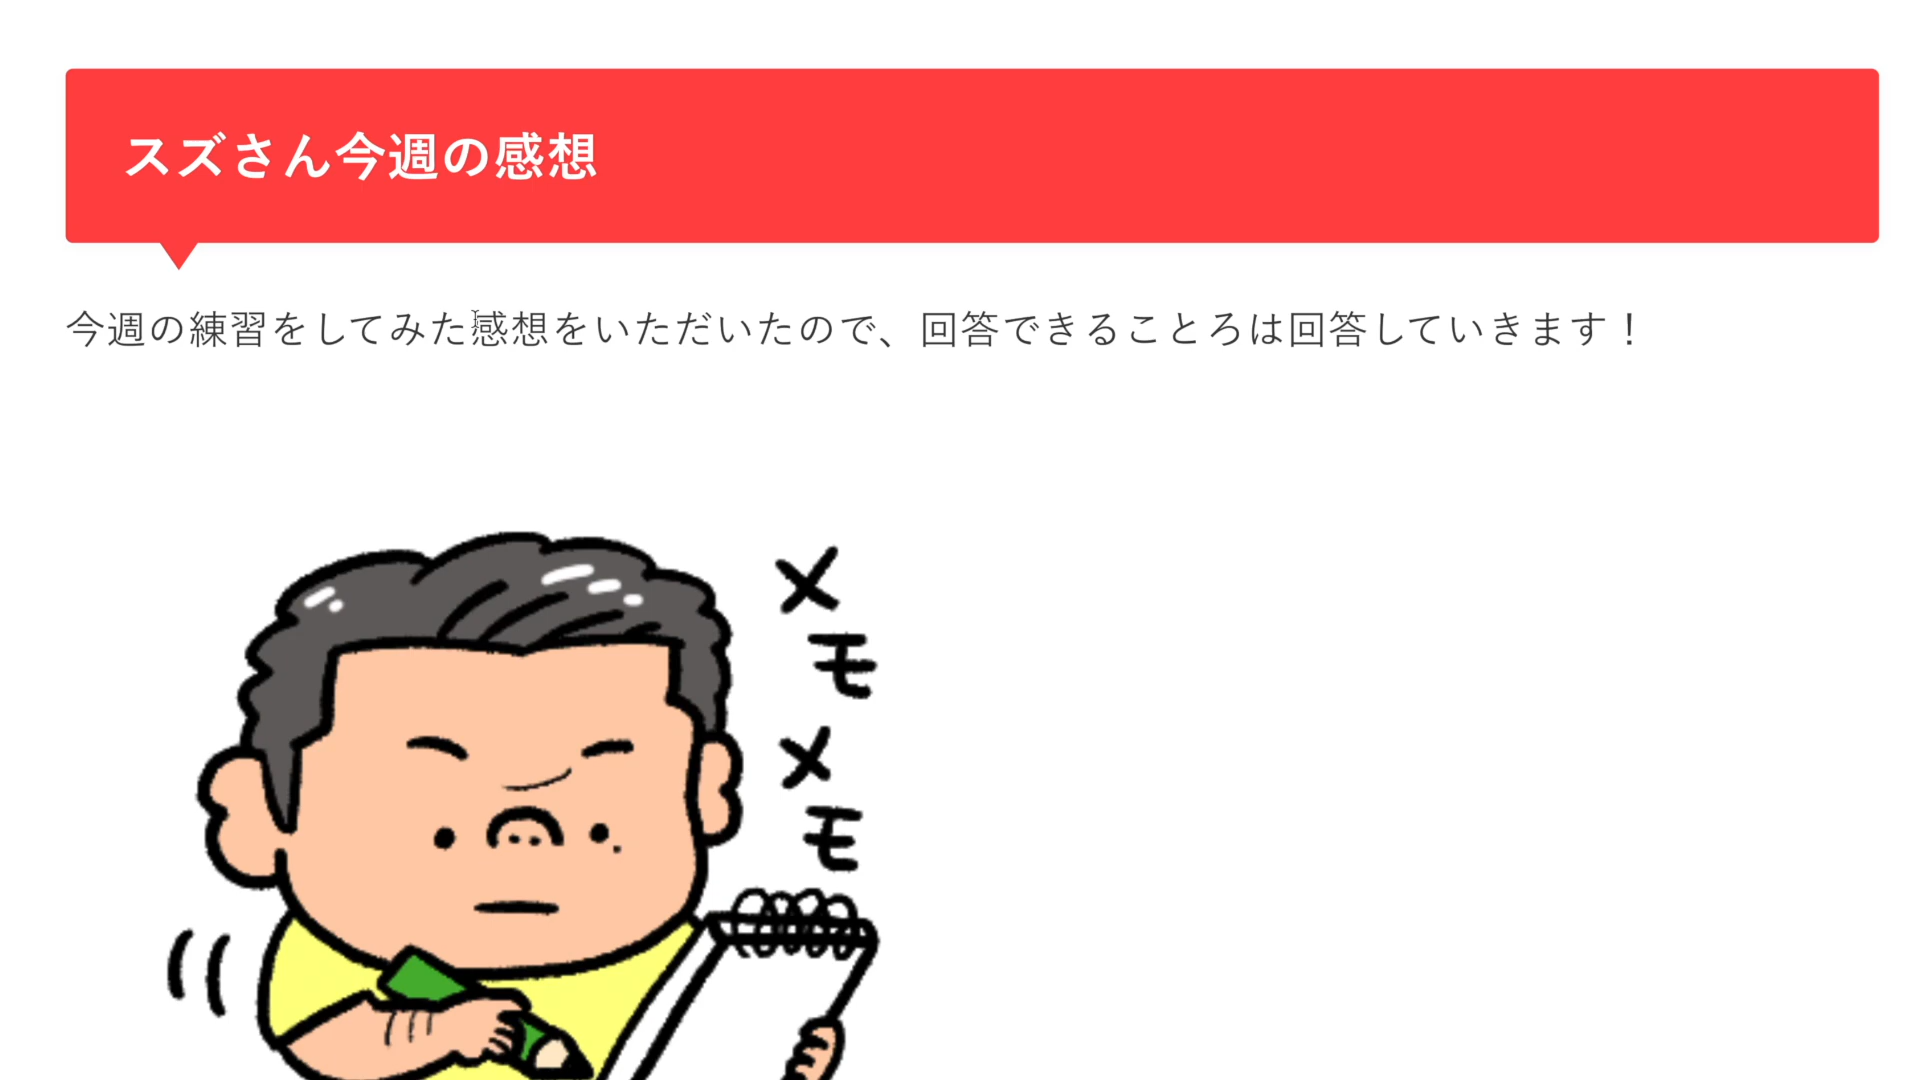 スズさん今週の感想
今週の練習をしてみた感想をいただいたので、回答できることろは回答していきます！
メモ
メモ